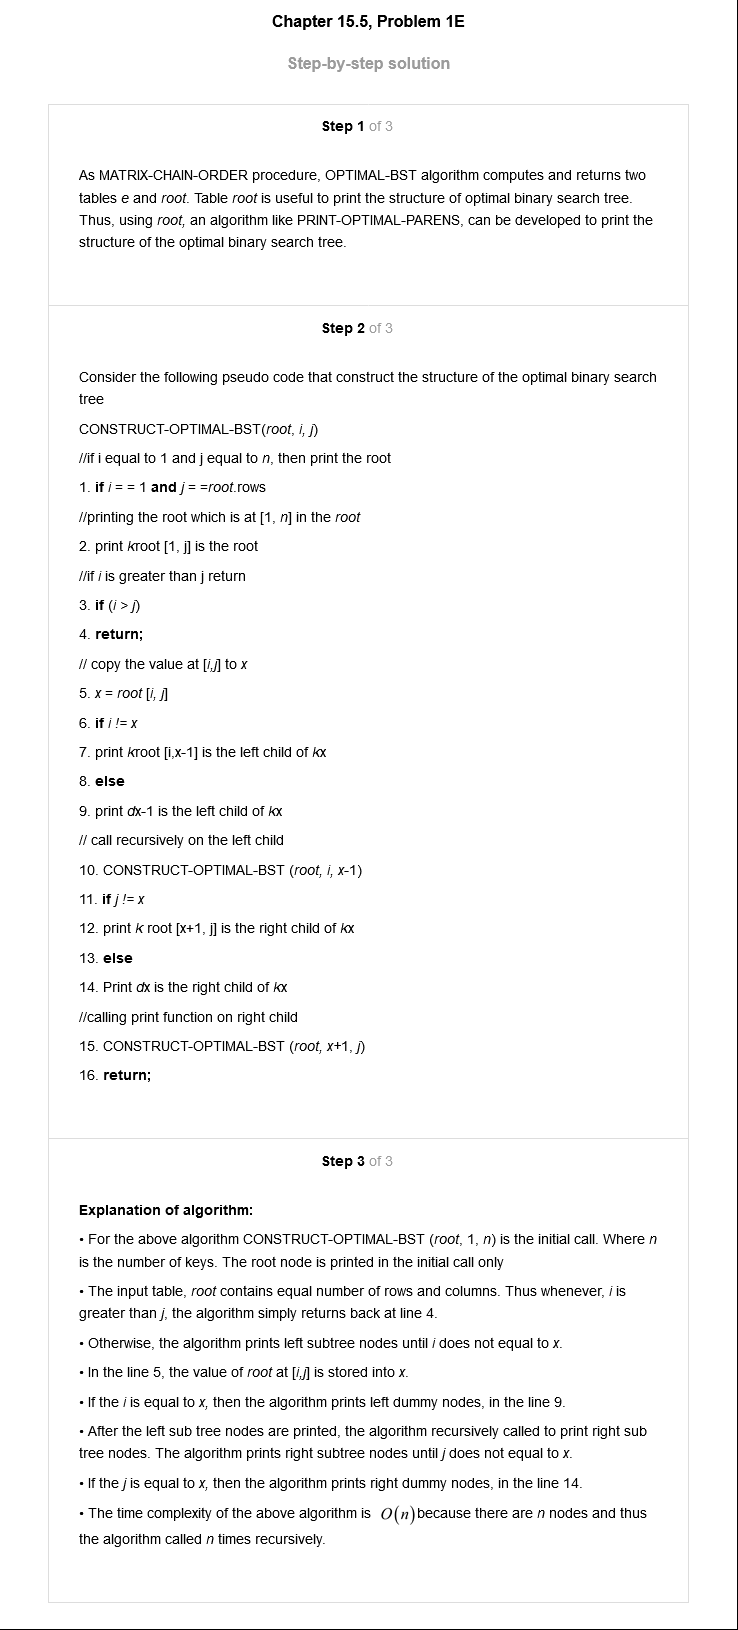 Chapter 15.5, Problem 1E
Step-by-step solution
Step 1 of 3
As MATRIX-CHAIN-ORDER procedure, OPTIMAL-BST algorithm computes and returns two
tables e and root. Table root is useful to print the structure of optimal binary search tree.
Thus, using root, an algorithm like PRINT-OPTIMAL-PARENS, can be developed to print the
structure of the optimal binary search tree.
Step 2 of 3
Consider the following pseudo code that construct the structure of the optimal binary search
tree
CONSTRUCT-OPTIMAL-BST(root, i, j)
//if i equal to 1 and j equal to n, then print the root
1. if i = = 1 and j = =root.rows
//printing the root which is at [1, n] in the root
2. print kroot [1, j] is the root
//if i is greater than j return
3. if (i > j)
4. return;
// copy the value at [i,j] to x
5. x = root [i, j]
6. if i != x
7. print kroot [i,x-1] is the left child of kx
8. else
9. print dx-1 is the left child of kx
// call recursively on the left child
10. CONSTRUCT-OPTIMAL-BST (root, i, x-1)
11. if j != x
12. print k root [x+1, j] is the right child of kx
13. else
14. Print dx is the right child of kx
//calling print function on right child
15. CONSTRUCT-OPTIMAL-BST (root, x+1, j)
16. return;
Step 3 of 3
Explanation of algorithm:
• For the above algorithm CONSTRUCT-OPTIMAL-BST (root, 1, n) is the initial call. Where n
is the number of keys. The root node is printed in the initial call only
• The input table, root contains equal number of rows and columns. Thus whenever, i is
greater than j, the algorithm simply returns back at line 4.
• Otherwise, the algorithm prints left subtree nodes until i does not equal to x.
• In the line 5, the value of root at [i,j] is stored into x.
• If the i is equal to x, then the algorithm prints left dummy nodes, in the line 9.
• After the left sub tree nodes are printed, the algorithm recursively called to print right sub
tree nodes. The algorithm prints right subtree nodes until j does not equal to x.
• If the j is equal to x, then the algorithm prints right dummy nodes, in the line 14.
• The time complexity of the above algorithm is O(n) because there are n nodes and thus
the algorithm called n times recursively.